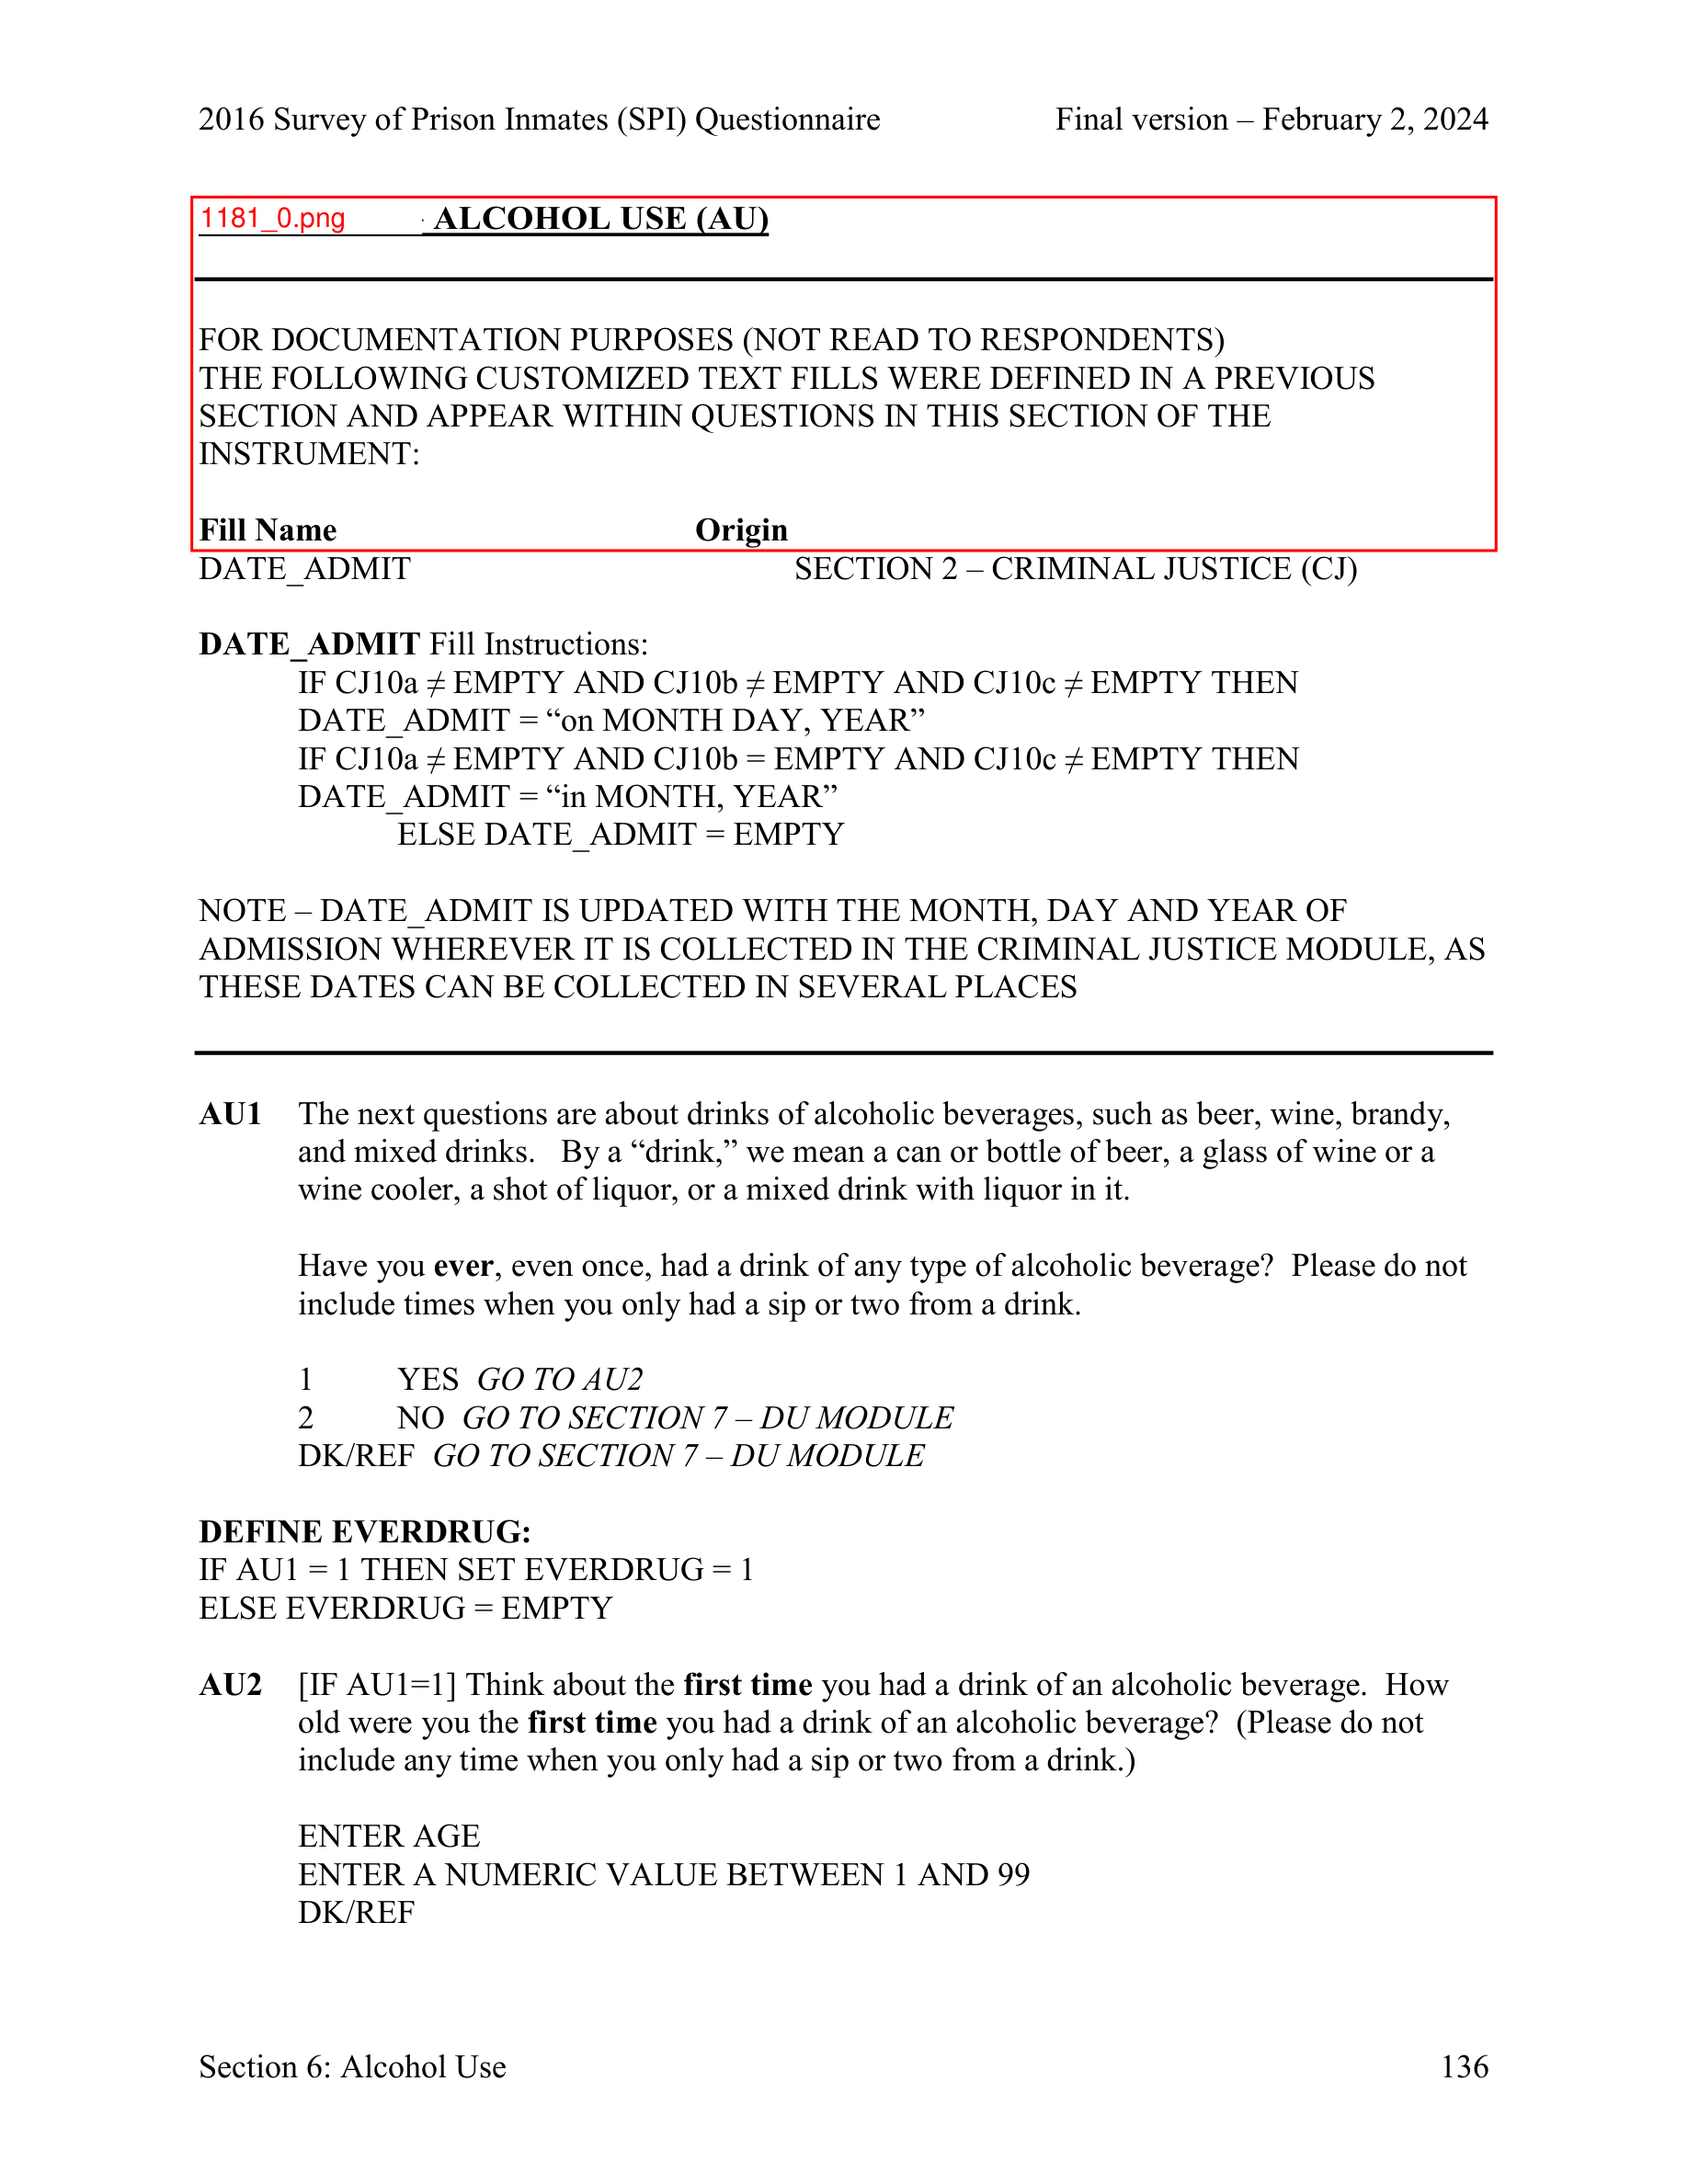 2016 Survey of Prison Inmates (SPI) Questionnaire Final version – February 2, 2024
1181_0.png ALCOHOL USE (AU)
FOR DOCUMENTATION PURPOSES (NOT READ TO RESPONDENTS)
THE FOLLOWING CUSTOMIZED TEXT FILLS WERE DEFINED IN A PREVIOUS
SECTION AND APPEAR WITHIN QUESTIONS IN THIS SECTION OF THE
INSTRUMENT:
Fill Name Origin
DATE_ADMIT SECTION 2 – CRIMINAL JUSTICE (CJ)
DATE_ADMIT Fill Instructions:
IF CJ10a ≠ EMPTY AND CJ10b ≠ EMPTY AND CJ10c ≠ EMPTY THEN
DATE_ADMIT = “on MONTH DAY, YEAR”
IF CJ10a ≠ EMPTY AND CJ10b = EMPTY AND CJ10c ≠ EMPTY THEN
DATE_ADMIT = “in MONTH, YEAR”
ELSE DATE_ADMIT = EMPTY
NOTE – DATE_ADMIT IS UPDATED WITH THE MONTH, DAY AND YEAR OF
ADMISSION WHEREVER IT IS COLLECTED IN THE CRIMINAL JUSTICE MODULE, AS
THESE DATES CAN BE COLLECTED IN SEVERAL PLACES
AU1 The next questions are about drinks of alcoholic beverages, such as beer, wine, brandy,
and mixed drinks. By a “drink,” we mean a can or bottle of beer, a glass of wine or a
wine cooler, a shot of liquor, or a mixed drink with liquor in it.
Have you ever, even once, had a drink of any type of alcoholic beverage? Please do not
include times when you only had a sip or two from a drink.
1 YES GO TO AU2
2 NO GO TO SECTION 7 – DU MODULE
DK/REF GO TO SECTION 7 – DU MODULE
DEFINE EVERDRUG:
IF AU1 = 1 THEN SET EVERDRUG = 1
ELSE EVERDRUG = EMPTY
AU2 [IF AU1=1] Think about the first time you had a drink of an alcoholic beverage. How
old were you the first time you had a drink of an alcoholic beverage? (Please do not
include any time when you only had a sip or two from a drink.)
ENTER AGE
ENTER A NUMERIC VALUE BETWEEN 1 AND 99
DK/REF
Section 6: Alcohol Use 136